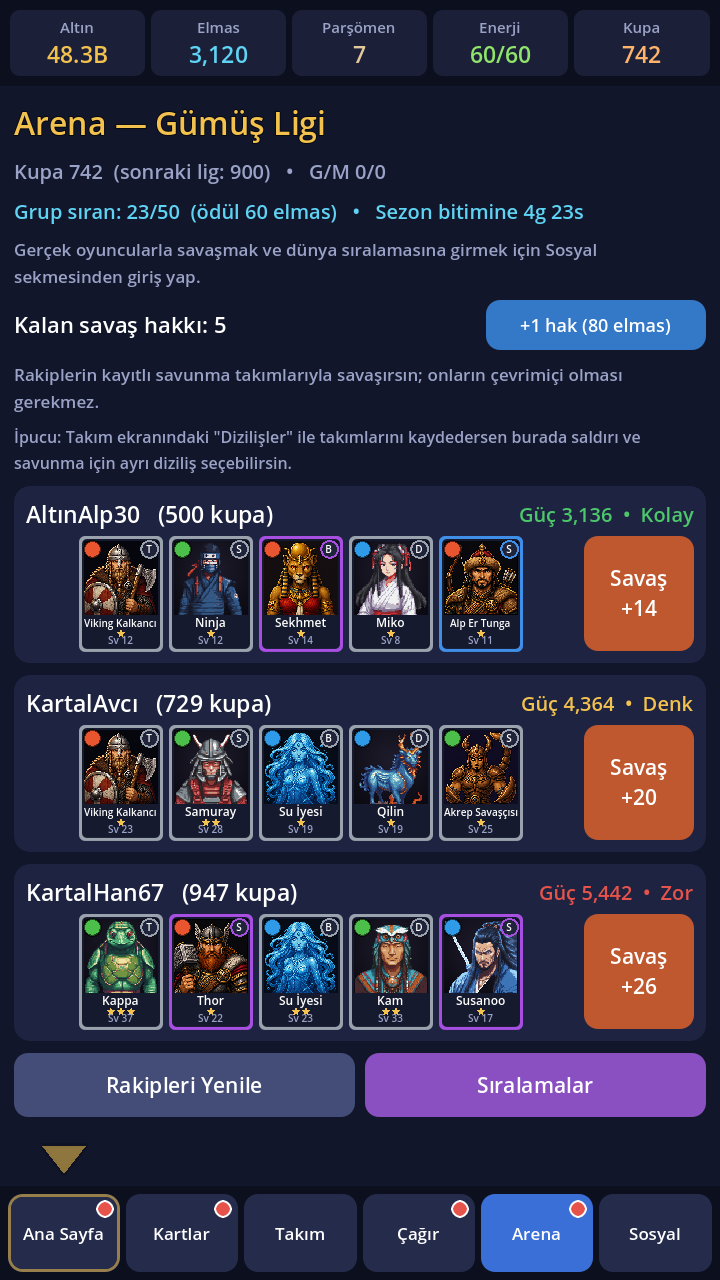 Altın
Elmas
Parşömen
Enerji
Kupa
48.3B
3,120
7
60/60
742
Arena — Gümüş Ligi
Kupa 742 (sonraki lig: 900) • G/M 0/0
Grup sıran: 23/50 (ödül 60 elmas) • Sezon bitimine 4g 23s
Gerçek oyuncularla savaşmak ve dünya sıralamasına girmek için Sosyal
sekmesinden giriş yap.
Kalan savaş hakkı: 5
+1 hak (80 elmas)
Rakiplerin kayıtlı savunma takımlarıyla savaşırsın; onların çevrimiçi olması
gerekmez.
İpucu: Takım ekranındaki "Dizilişler" ile takımlarını kaydedersen burada saldırı ve
savunma için ayrı diziliş seçebilirsin.
AltınAlp30 (500 kupa)
Güç 3,136 • Kolay
T
S
B
D
S
Viking Kalkancı
Ninja
Sekhmet
Miko
Alp Er Tunga
Sv 12
Sv 12
Sv 14
Sv 8
Sv 11
Savaş
+14
KartalAvcı (729 kupa)
Güç 4,364 • Denk
T
S
B
D
S
Viking Kalkancı
Samuray
Su İyesi
Qilin
Akrep Savaşçısı
Sv 23
Sv 28
Sv 19
Sv 19
Sv 25
Savaş
+20
KartalHan67 (947 kupa)
Güç 5,442 • Zor
T
S
B
D
S
Kappa
Thor
Su İyesi
Kam
Susanoo
Sv 37
Sv 22
Sv 23
Sv 33
Sv 17
Savaş
+26
Rakipleri Yenile
Sıralamalar
Ana Sayfa
Kartlar
Takım
Çağır
Arena
Sosyal